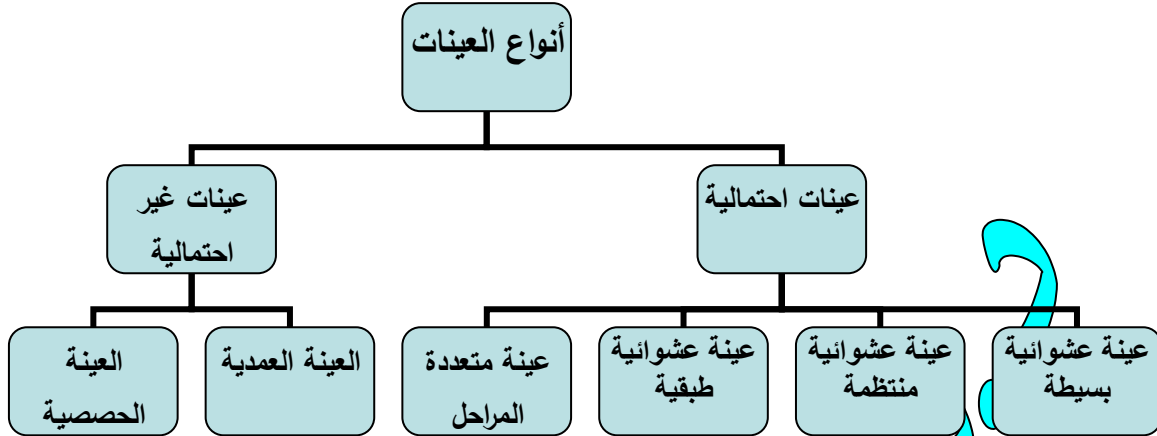 أنواع العينات
عينات احتمالية
عينات غير
احتمالية
عينة عشوائية
بسيطة
عينة عشوائية
منتظمة
عينة عشوائية
طبقية
عينة متعددة
المراحل
العينة العمدية
العينة
الحصصية